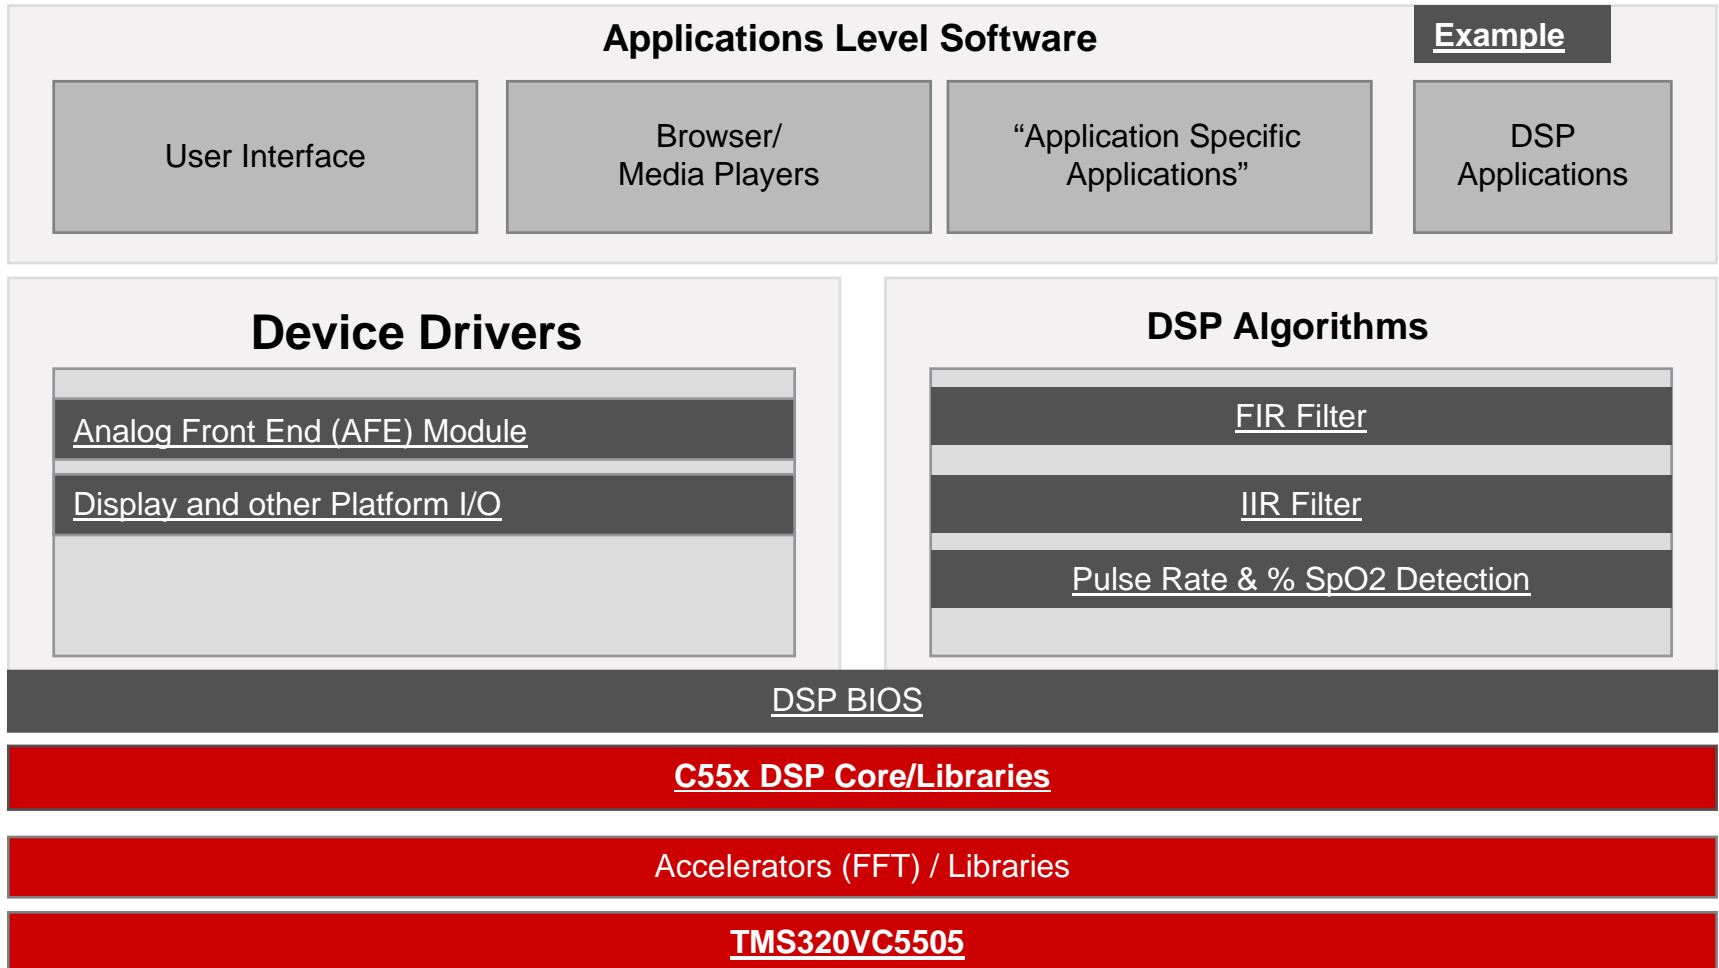 Applications Level Software
Example
User Interface
Browser/
Media Players
“Application Specific
Applications”
DSP
Applications
Device Drivers
Analog Front End (AFE) Module
Display and other Platform I/O
DSP Algorithms
FIR Filter
IIR Filter
Pulse Rate & % SpO2 Detection
DSP BIOS
C55x DSP Core/Libraries
Accelerators (FFT) / Libraries
TMS320VC5505